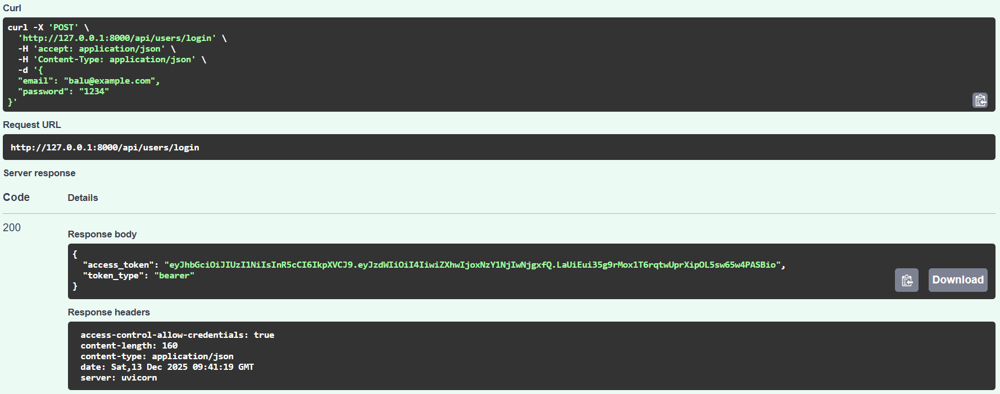 Curl
curl -X 'POST' \
  'http://127.0.0.1:8000/api/users/login' \
  -H 'accept: application/json' \
  -H 'Content-Type: application/json' \
  -d '{
  "email": "balu@example.com",
  "password": "1234"
}'
Request URL
http://127.0.0.1:8000/api/users/login
Server response
Code Details
200
Response body
{
  "access_token": "eyJhbGciOiJIUzI1NiIsInR5cCI6IkpXVCJ9.eyJzdWIiOiI4IiwiZXhwIjoxNzY1NjIwNjgxfQ.LaUiEui35g9rMox1T6rqtwUprXipOL5sw65w4PASBio",
  "token_type": "bearer"
}
Download
Response headers
access-control-allow-credentials: true
content-length: 160
content-type: application/json
date: Sat,13 Dec 2025 09:41:19 GMT
server: uvicorn